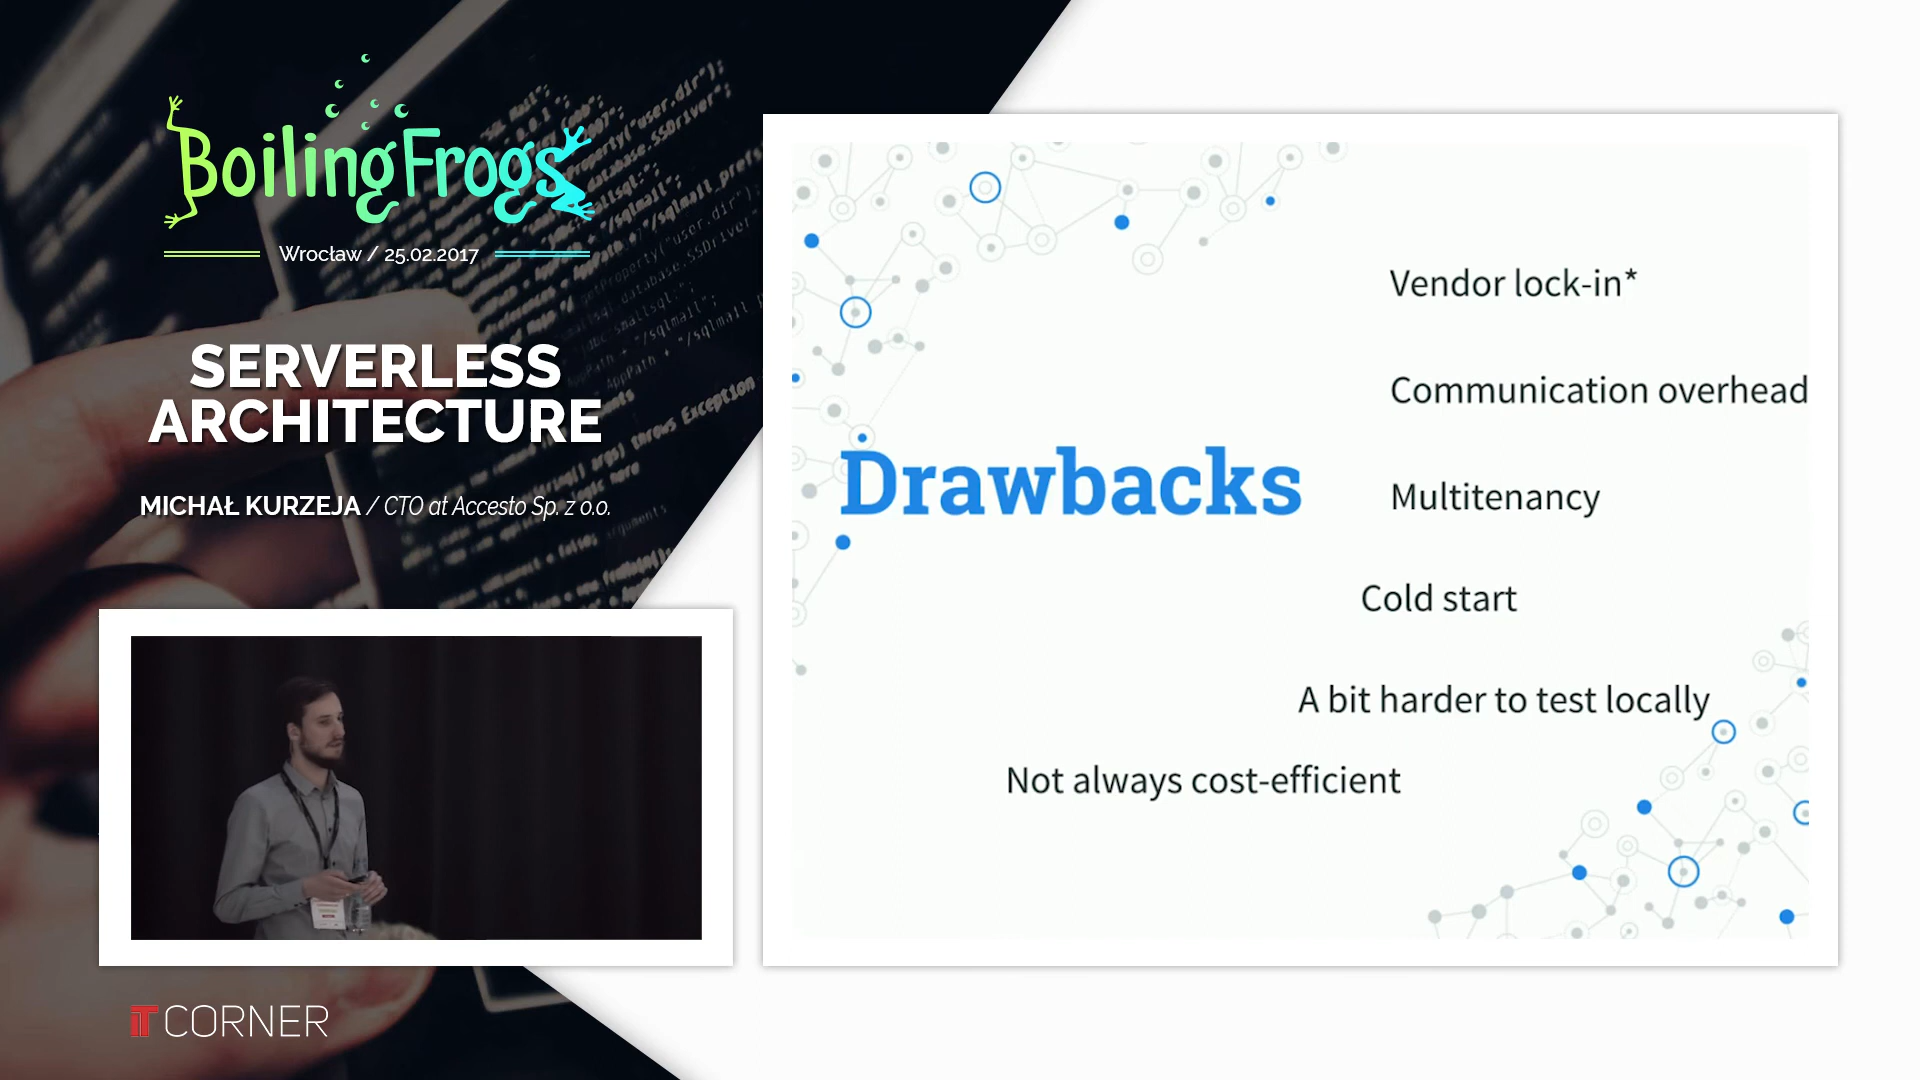 BoilingFrogs
Wrocław / 25.02.2017
SERVERLESS
ARCHITECTURE
MICHAŁ KURZEJA / CTO at Accesto Sp. z o.o.
IT CORNER
Vendor lock-in*
Communication overhead
Drawbacks
Multitenancy
Cold start
A bit harder to test locally
Not always cost-efficient